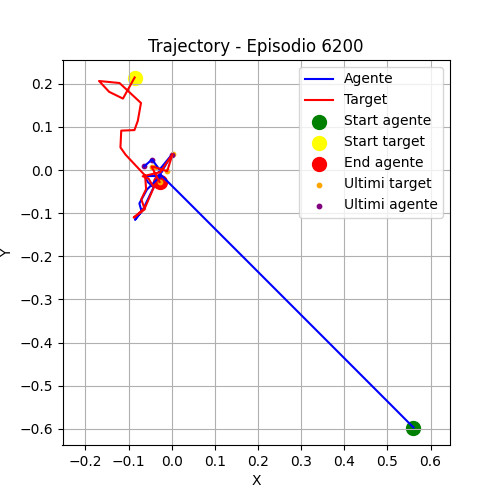 Trajectory - Episodio 6200
Agente
Target
Start agente
Start target
End agente
Ultimi target
Ultimi agente
0.2
0.1
0.0
−0.1
−0.2
−0.3
−0.4
−0.5
−0.6
Y
−0.2
−0.1
0.0
0.1
0.2
0.3
0.4
0.5
0.6
X